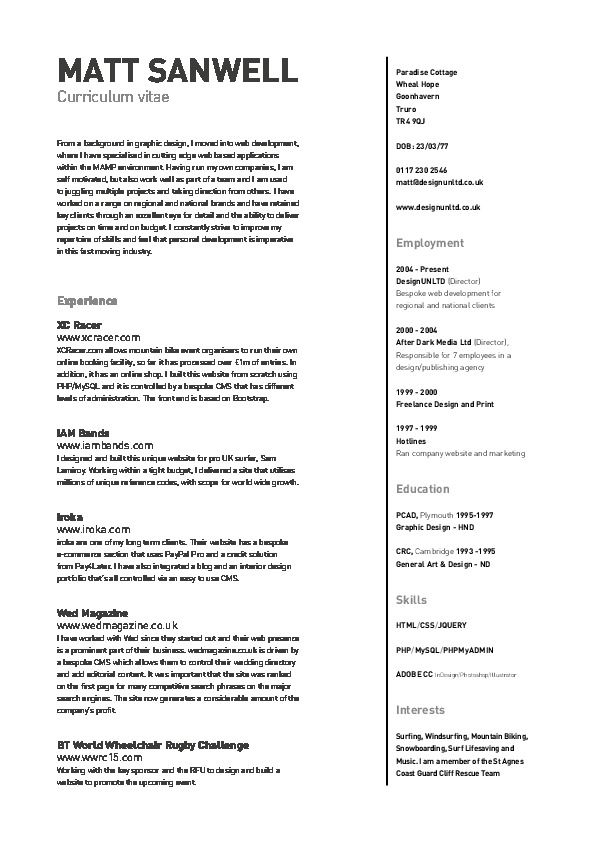 MATT SANWELL
Curriculum vitae
From a background in graphic design, I moved into web development,
where I have specialised in cutting edge web based applications
within the MAMP environment. Having run my own companies, I am
self motivated, but also work well as part of a team and I am used
to juggling multiple projects and taking direction from others. I have
worked on a range on regional and national brands and have retained
key clients through an excellent eye for detail and the ability to deliver
projects on time and on budget. I constantly strive to improve my
repertoire of skills and feel that personal development is imperative
in this fast moving industry.
Experience
XC Racer
www.xcracer.com
XCRacer.com allows mountain bike event organisers to run their own
online booking facility, so far it has processed over £1m of entries. In
addition, it has an online shop. I built this website from scratch using
PHP/MySQL and it is controlled by a bespoke CMS that has different
levels of administration. The front end is based on Bootstrap.
IAM Bands
www.iambands.com
I designed and built this unique website for pro UK surfer, Sam
Lamiroy. Working within a tight budget, I delivered a site that utilises
millions of unique reference codes, with scope for world wide growth.
Iroka
www.iroka.com
iroka are one of my long term clients. Their website has a bespoke
e-commerce section that uses PayPal Pro and a credit solution
from Pay4Later. I have also integrated a blog and an interior design
portfolio that's all controlled via an easy to use CMS.
Wed Magazine
www.wedmagazine.co.uk
I have worked with Wed since they started out and their web presence
is a prominent part of their business. wedmagazine.co.uk is driven by
a bespoke CMS which allows them to control their wedding directory
and add editorial content. It was important that the site was ranked
on the first page for many competitive search phrases on the major
search engines. The site now generates a considerable amount of the
company's profit.
BT World Wheelchair Rugby Challenge
www.wwrc15.com
Working with the key sponsor and the RFU to design and build a
website to promote the upcoming event.
Paradise Cottage
Wheal Hope
Goonhavern
Truro
TR4 9QJ
DOB: 23/03/77
0117 230 2546
matt@designunltd.co.uk
www.designunltd.co.uk
Employment
2004 - Present
DesignUNLTD (Director)
Bespoke web development for
regional and national clients
2000 - 2004
After Dark Media Ltd (Director),
Responsible for 7 employees in a
design/publishing agency
1999 - 2000
Freelance Design and Print
1997 - 1999
Hotlines
Ran company website and marketing
Education
PCAD, Plymouth 1995-1997
Graphic Design - HND
CRC, Cambridge 1993 -1995
General Art & Design - ND
Skills
HTML/CSS/JQUERY
PHP/MySQL/PHPMyADMIN
ADOBE CC InDesign/Photoshop/Illustrator
Interests
Surfing, Windsurfing, Mountain Biking,
Snowboarding, Surf Lifesaving and
Music. I am a member of the St Agnes
Coast Guard Cliff Rescue Team